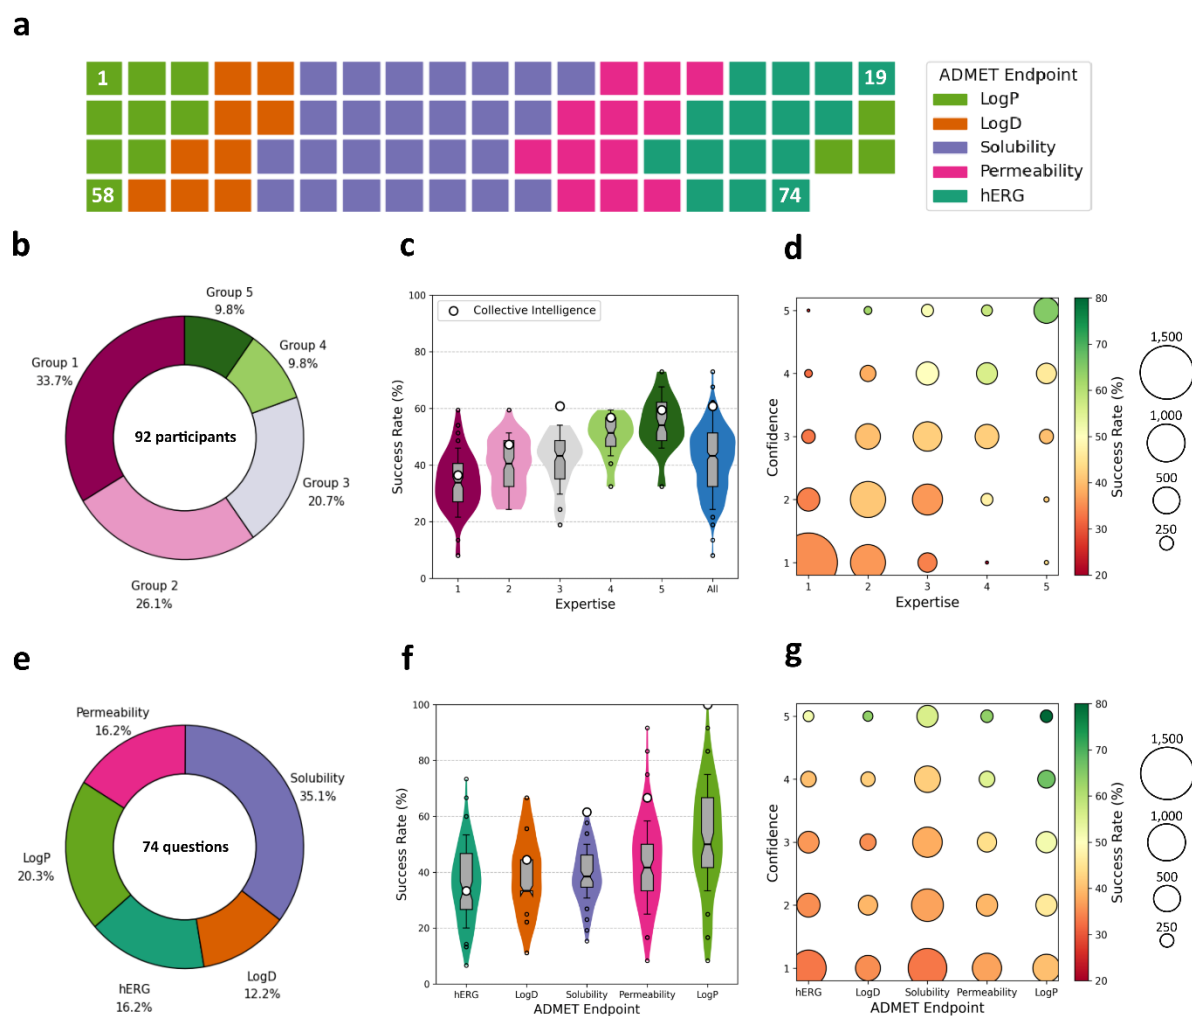 a
1
19
58
74
ADMET Endpoint
LogP
LogD
Solubility
Permeability
hERG
b
Group 5
9.8%
Group 4
9.8%
Group 1
33.7%
92 participants
Group 3
20.7%
Group 2
26.1%
c
100
80
60
40
20
0
Success Rate (%)
Collective Intelligence
1 2 3 4 5 All
Expertise
d
5
4
3
2
1
Confidence
1 2 3 4 5
Expertise
80
70
60
50
40
30
20
Success Rate (%)
1,500
1,000
500
250
e
Permeability
16.2%
Solubility
35.1%
74 questions
LogP
20.3%
LogD
12.2%
hERG
16.2%
f
100
80
60
40
20
0
Success Rate (%)
hERG LogD Solubility Permeability LogP
ADMET Endpoint
g
5
4
3
2
1
Confidence
hERG LogD Solubility Permeability LogP
ADMET Endpoint
80
70
60
50
40
30
20
Success Rate (%)
1,500
1,000
500
250